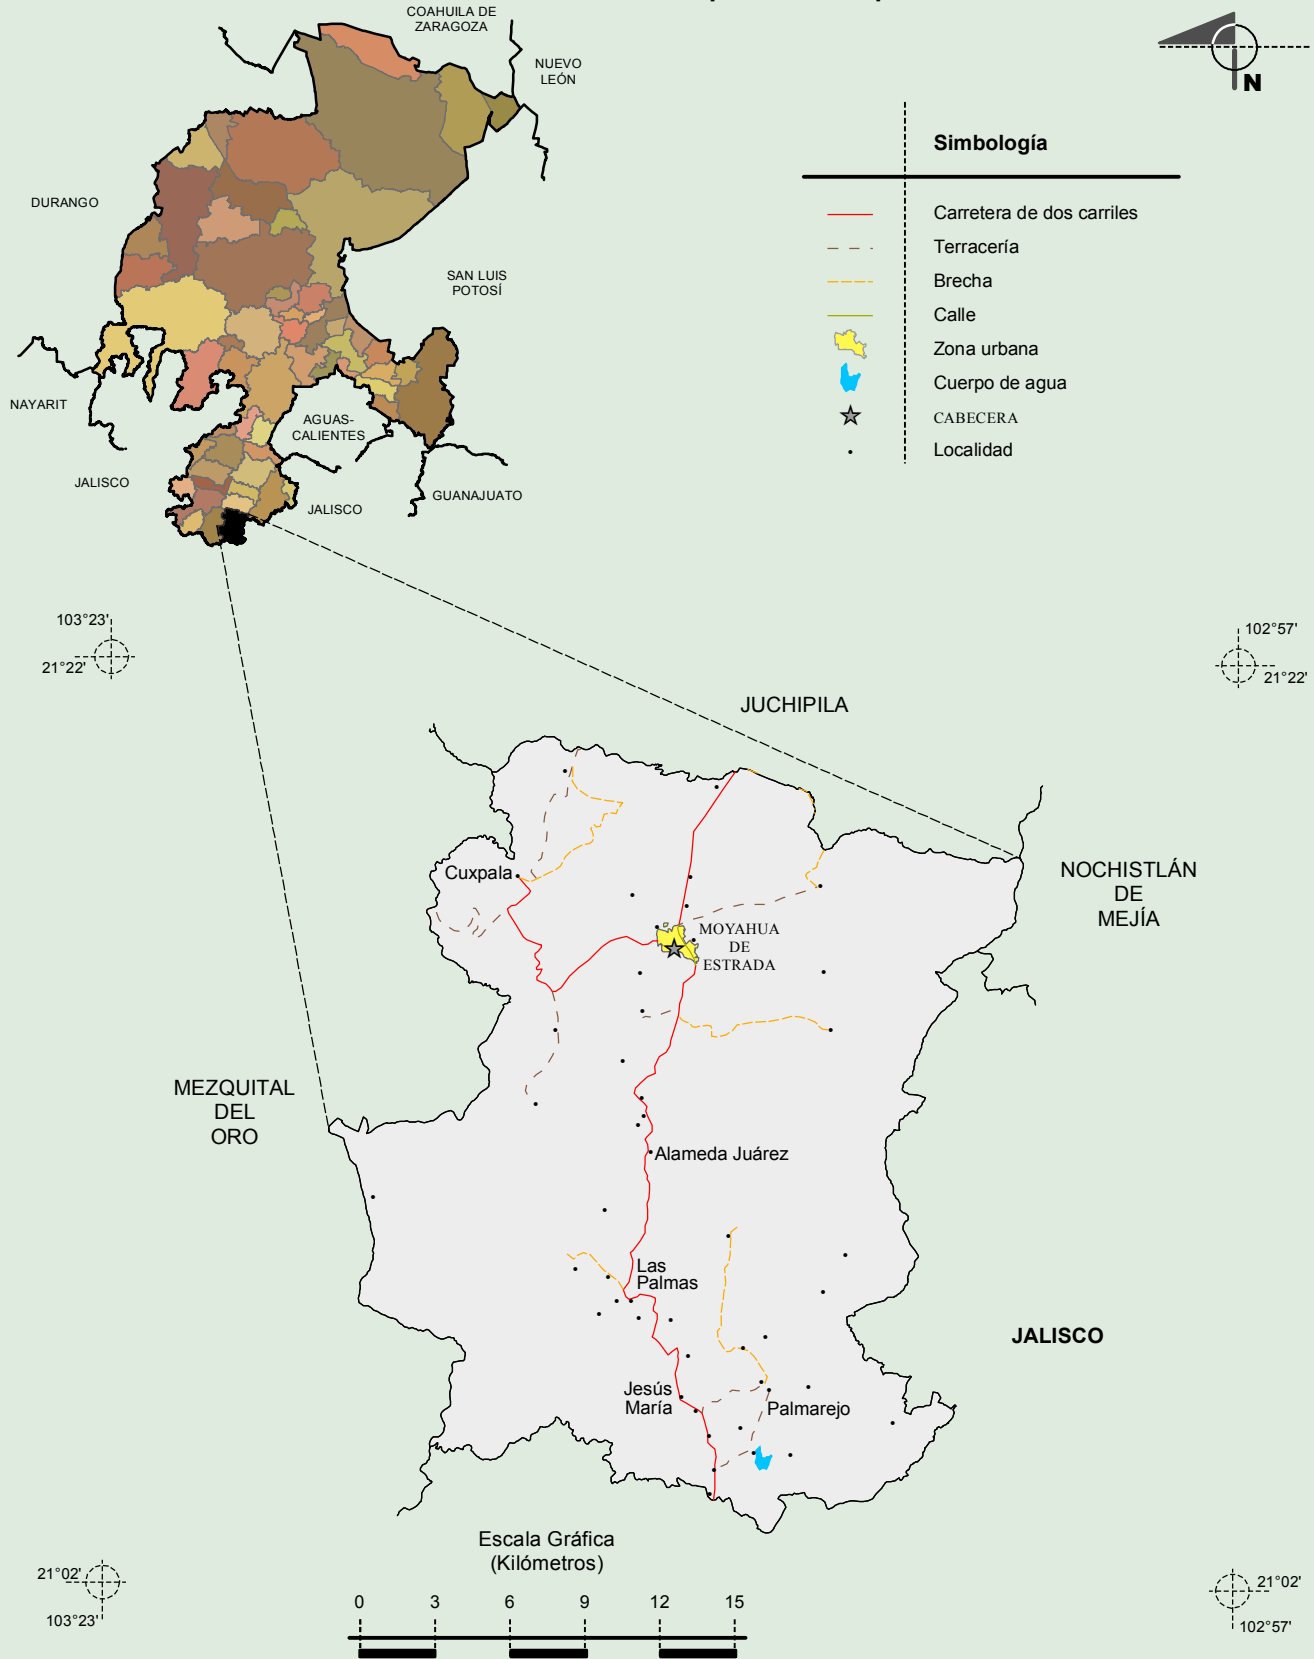 COAHUILA DE
ZARAGOZA
NUEVO
LEÓN
DURANGO
SAN LUIS
POTOSÍ
NAYARIT
AGUAS-
CALIENTES
JALISCO
JALISCO
GUANAJUATO
N
Simbología
Carretera de dos carriles
Terracería
Brecha
Calle
Zona urbana
Cuerpo de agua
CABECERA
Localidad
103°23'
21°22'
102°57'
21°22'
JUCHIPILA
Cuxpala
NOCHISTLÁN
DE
MEJÍA
MOYAHUA
DE
ESTRADA
MEZQUITAL
DEL
ORO
Alameda Juárez
Las
Palmas
JALISCO
Jesús
María
Palmarejo
Escala Gráfica
(Kilómetros)
0 3 6 9 12 15
21°02'
103°23'
21°02'
102°57'